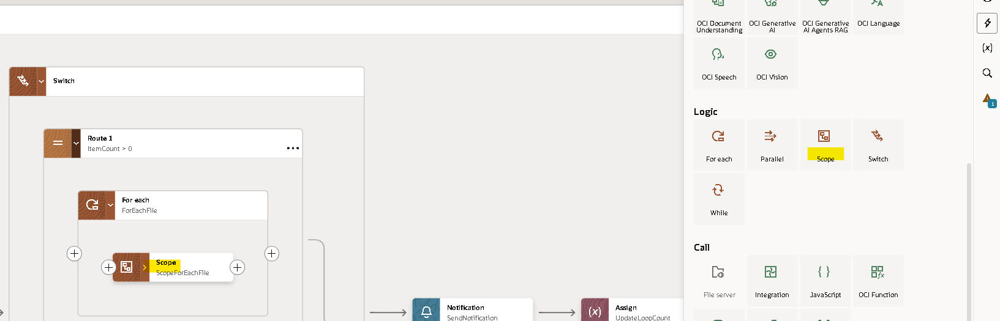 Switch
Route 1
ItemCount > 0
For each
ForEachFile
Scope
ScopeForEachFile
Notification
SendNotification
(x)
Assign
UpdateLoopCount
OCI Document
Understanding
OCI Generative
AI
OCI Generative
AI Agents RAG
OCI Language
OCI Speech
OCI Vision
Logic
For each
Parallel
Scope
Switch
While
Call
File server
Integration
JavaScript
OCI Function
(x)
1